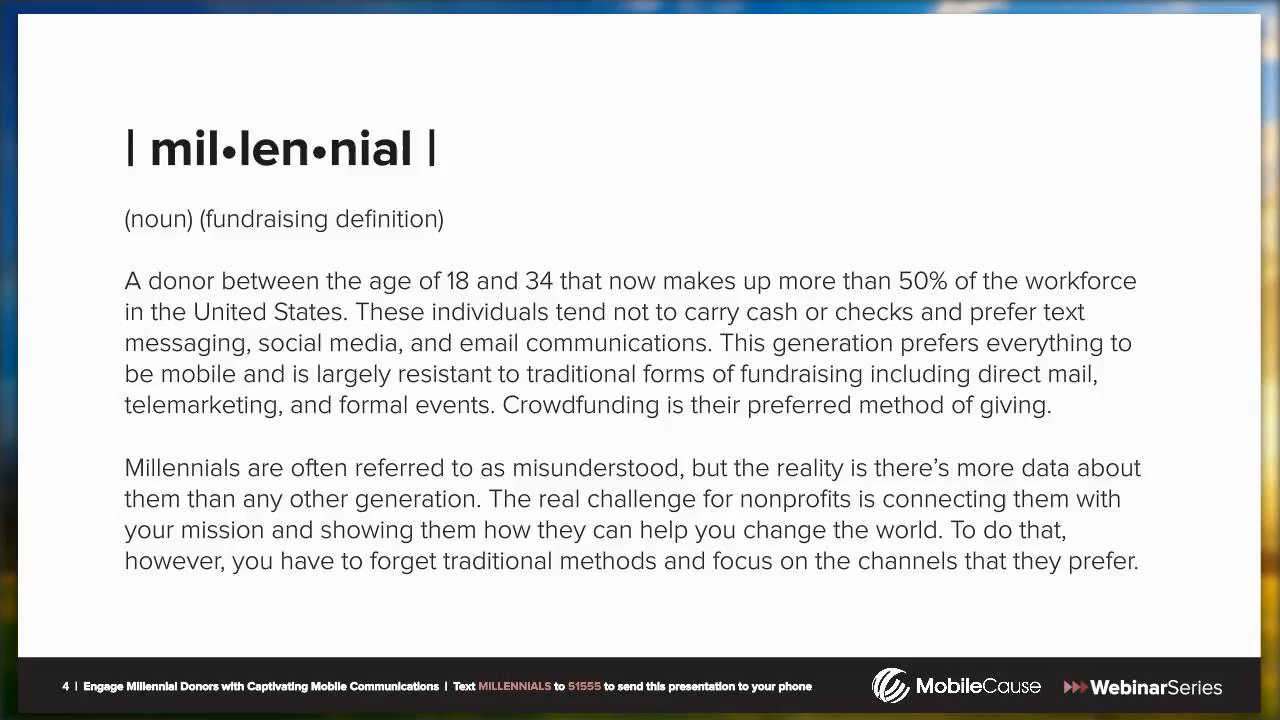 | mil•len•nial |
(noun) (fundraising definition)
A donor between the age of 18 and 34 that now makes up more than 50% of the workforce
in the United States. These individuals tend not to carry cash or checks and prefer text
messaging, social media, and email communications. This generation prefers everything to
be mobile and is largely resistant to traditional forms of fundraising including direct mail,
telemarketing, and formal events. Crowdfunding is their preferred method of giving.
Millennials are often referred to as misunderstood, but the reality is there's more data about
them than any other generation. The real challenge for nonprofits is connecting them with
your mission and showing them how they can help you change the world. To do that,
however, you have to forget traditional methods and focus on the channels that they prefer.
4 | Engage Millennial Donors with Captivating Mobile Communications | Text MILLENNIALS to 51555 to send this presentation to your phone
MobileCause
WebinarSeries